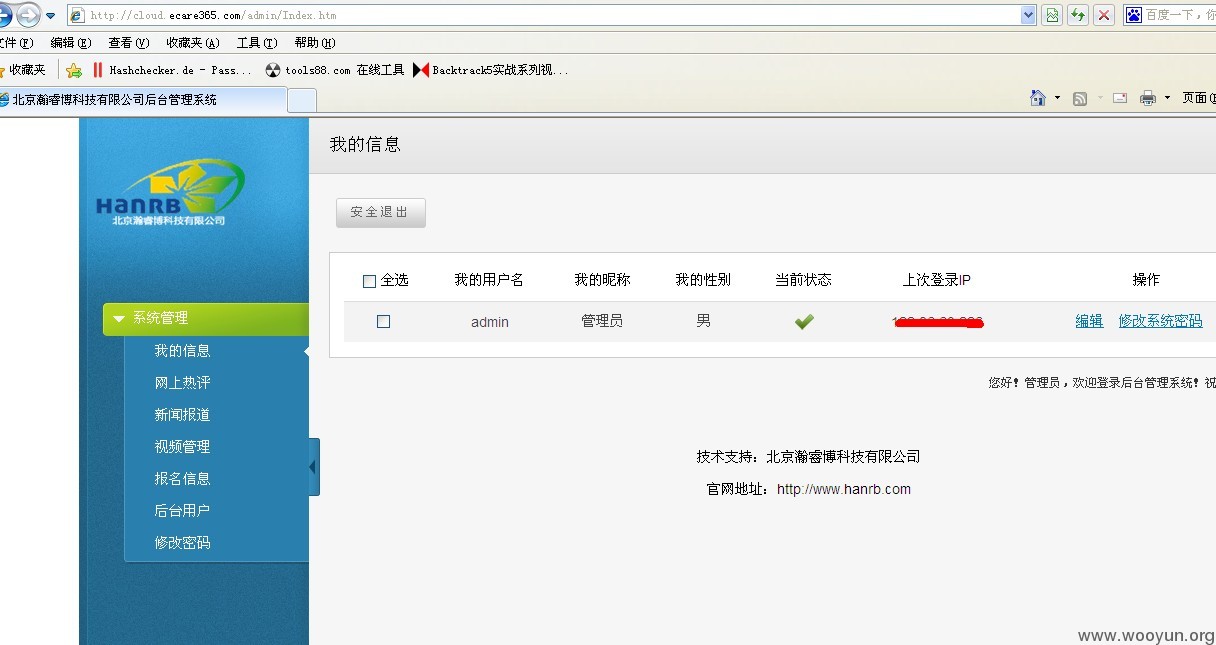 http://cloud.ecare365.com/admin/Index.htm
百度一下，你
文件(F) 编辑(E) 查看(V) 收藏夹(A) 工具(T) 帮助(H)
收藏夹 Hashchecker.de - Pass... tools88.com 在线工具 Backtrack5实战系列视...
北京瀚睿博科技有限公司后台管理系统
页面(
HANRB
北京瀚睿博科技有限公司
我的信息
安全退出
全选 我的用户名 我的昵称 我的性别 当前状态 上次登录IP 操作
admin 管理员 男 编辑 修改系统密码
系统管理
我的信息
网上热评
新闻报道
视频管理
报名信息
后台用户
修改密码
您好！管理员，欢迎登录后台管理系统！祝
技术支持：北京瀚睿博科技有限公司
官网地址：http://www.hanrb.com
www.wooyun.org